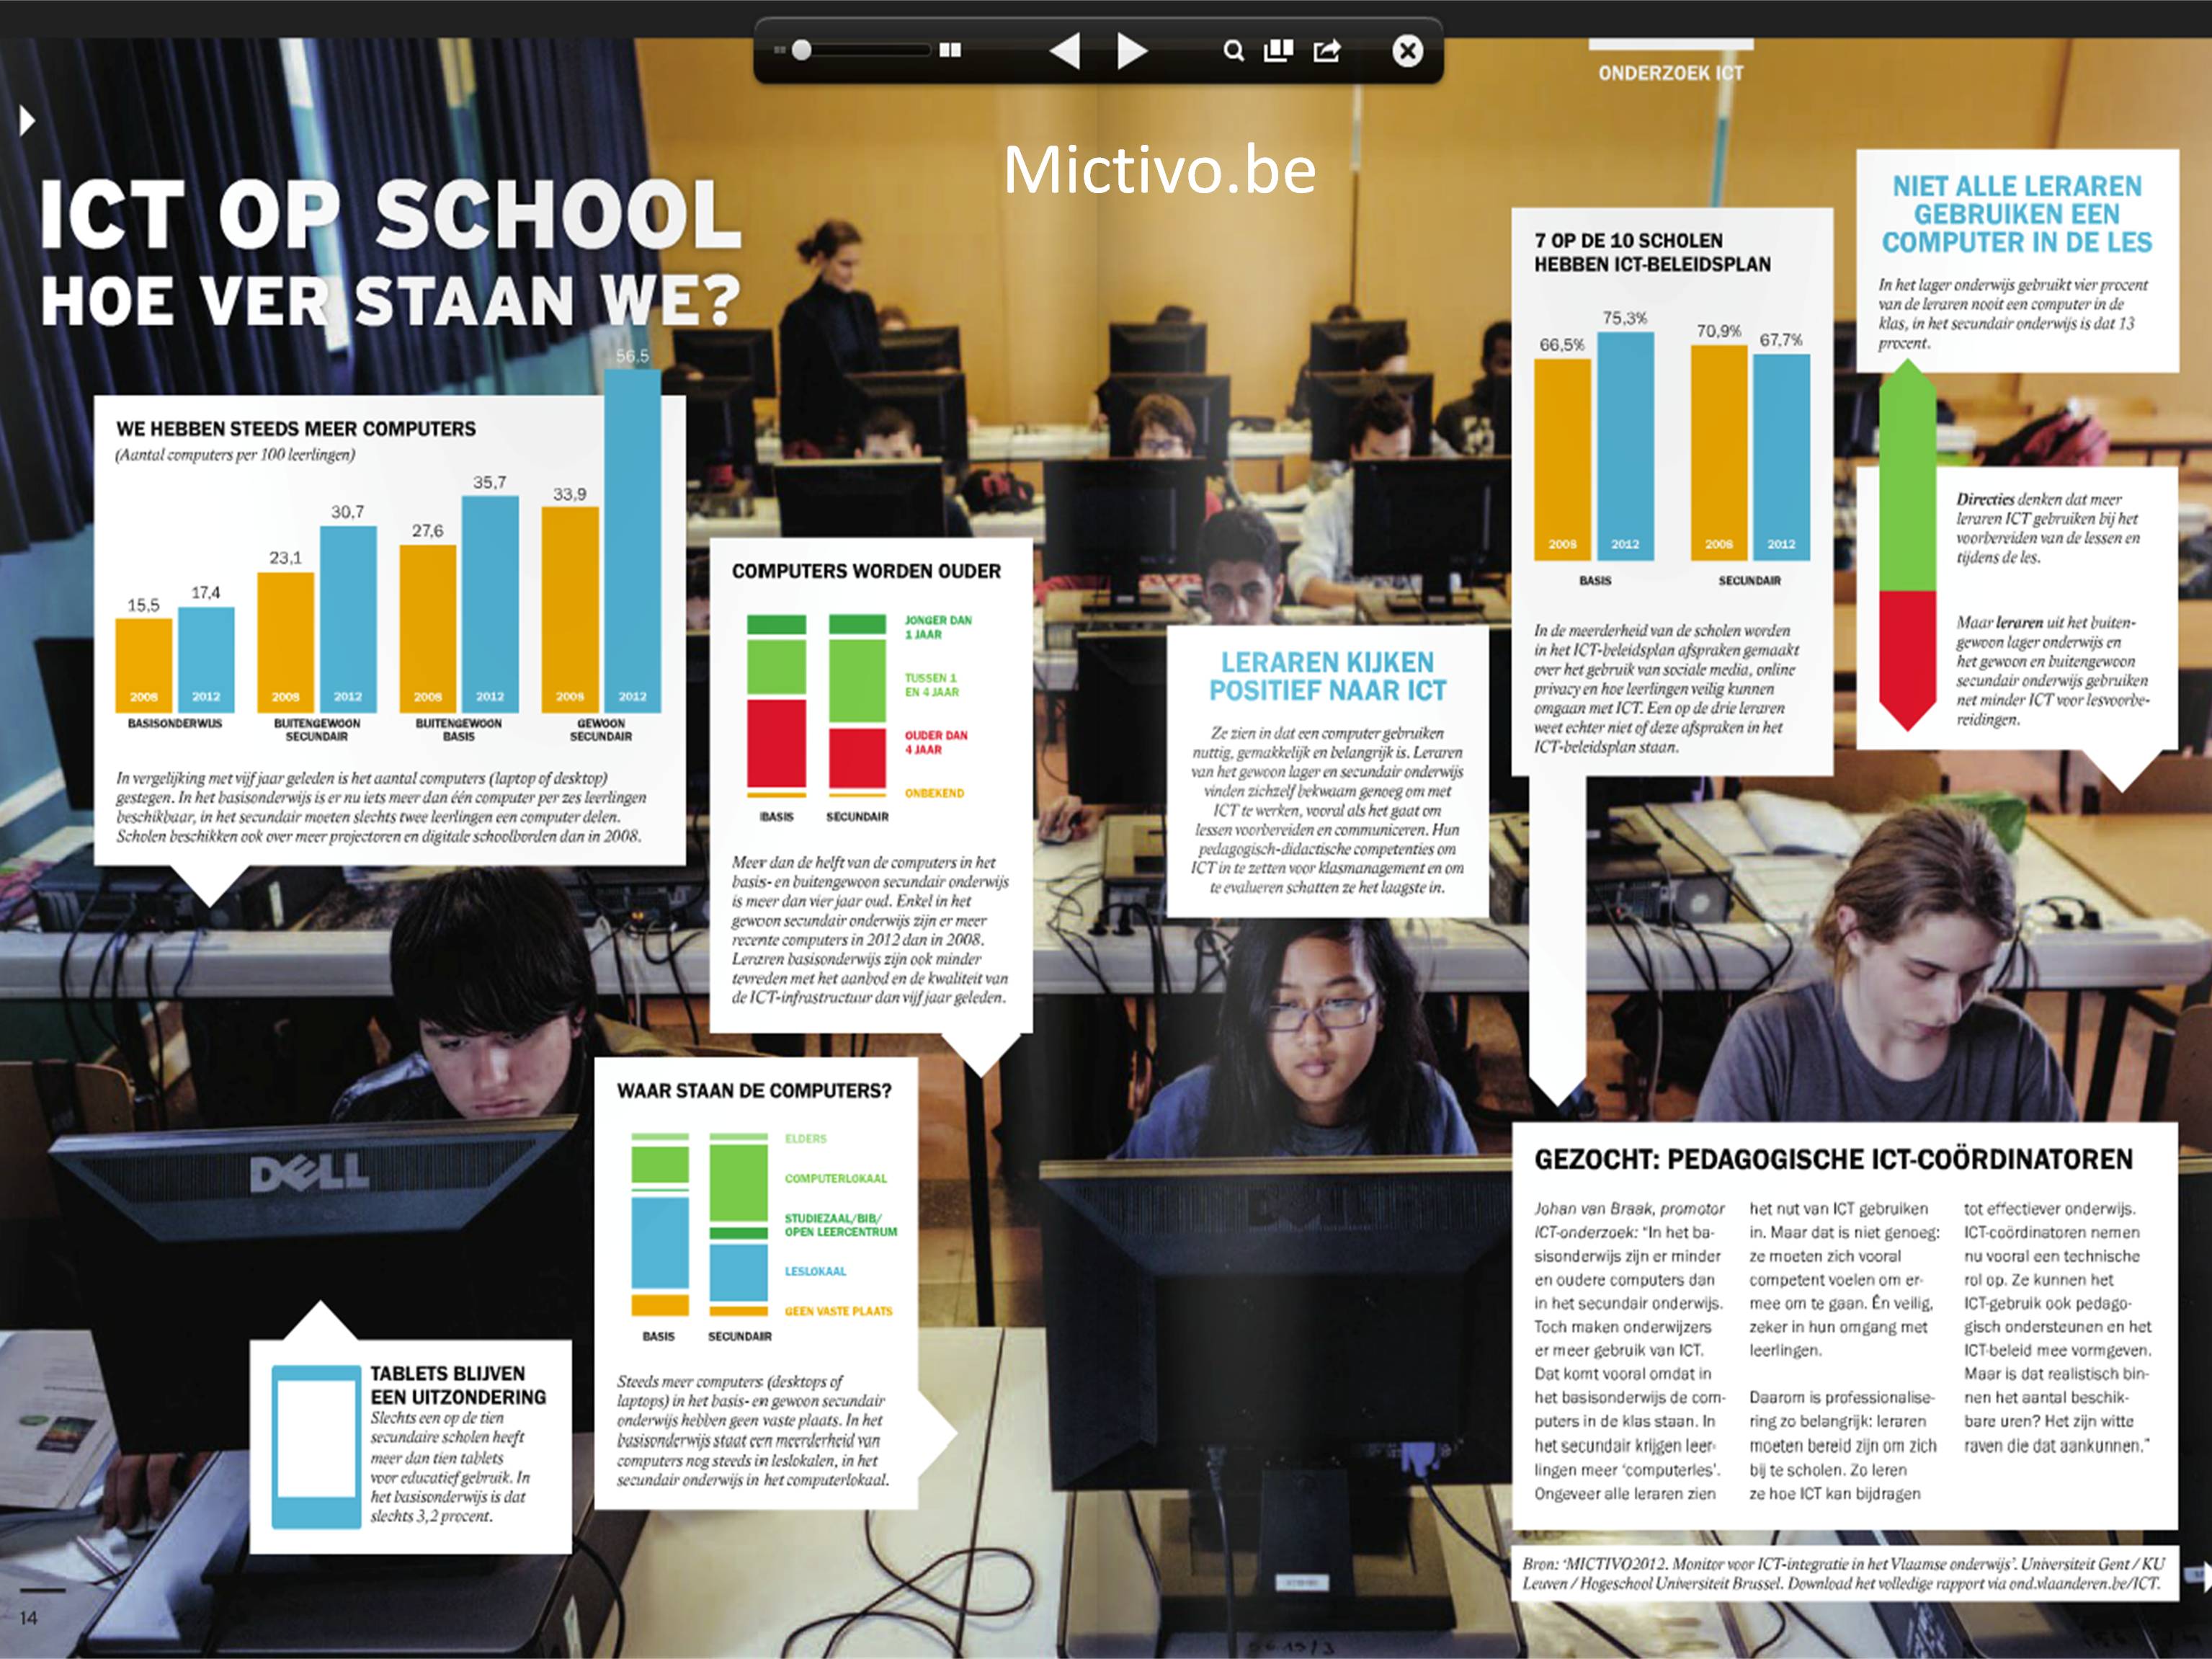 ONDERZOEK ICT
Mictivo.be
ICT OP SCHOOL
HOE VER STAAN WE?
WE HEBBEN STEEDS MEER COMPUTERS
(Aantal computers per 100 leerlingen)
15,5
17,4
23,1
30,7
27,6
35,7
33,9
56,5
2008
2012
2008
2012
2008
2012
2008
2012
BASISONDERWIJS
BUITENGEWOON
SECUNDAIR
BUITENGEWOON
BASIS
GEWOON
SECUNDAIR
In vergelijking met vijf jaar geleden is het aantal computers (laptop of desktop)
gestegen. In het basisonderwijs is er nu iets meer dan één computer per zes leerlingen
beschikbaar, in het secundair moeten slechts twee leerlingen een computer delen.
Scholen beschikken ook over meer projectoren en digitale schoolborden dan in 2008.
COMPUTERS WORDEN OUDER
JONGER DAN
1 JAAR
TUSSEN 1
EN 4 JAAR
OUDER DAN
4 JAAR
ONBEKEND
BASIS
SECUNDAIR
Meer dan de helft van de computers in het
basis- en buitengewoon secundair onderwijs
is meer dan vier jaar oud. Enkel in het
gewoon secundair onderwijs zijn er meer
recente computers in 2012 dan in 2008.
Leraren basisonderwijs zijn ook minder
tevreden met het aanbod en de kwaliteit van
de ICT-infrastructuur dan vijf jaar geleden.
WAAR STAAN DE COMPUTERS?
ELDERS
COMPUTERLOKAAL
STUDIEZAAL/BIB/
OPEN LEERCENTRUM
LESLOKAAL
GEEN VASTE PLAATS
BASIS
SECUNDAIR
Steeds meer computers (desktops of
laptops) in het basis- en gewoon secundair
onderwijs hebben geen vaste plaats. In het
basisonderwijs staat een meerderheid van
computers nog steeds in leslokalen, in het
secundair onderwijs in het computerlokaal.
DELL
TABLETS BLIJVEN
EEN UITZONDERING
Slechts een op de tien
secundaire scholen heeft
meer dan tien tablets
voor educatief gebruik. In
het basisonderwijs is dat
slechts 3,2 procent.
14
LERAREN KIJKEN
POSITIEF NAAR ICT
Ze zien in dat een computer gebruiken
nuttig, gemakkelijk en belangrijk is. Leraren
van het gewoon lager en secundair onderwijs
vinden zichzelf bekwaam genoeg om met
ICT te werken, vooral als het gaat om
lessen voorbereiden en communiceren. Hun
pedagogisch-didactische competenties om
ICT in te zetten voor klasmanagement en om
te evalueren schatten ze het laagste in.
7 OP DE 10 SCHOLEN
HEBBEN ICT-BELEIDSPLAN
66,5%
75,3%
70,9%
67,7%
2008
2012
2008
2012
BASIS
SECUNDAIR
In de meerderheid van de scholen worden
in het ICT-beleidsplan afspraken gemaakt
over het gebruik van sociale media, online
privacy en hoe leerlingen veilig kunnen
omgaan met ICT. Een op de drie leraren
weet echter niet of deze afspraken in het
ICT-beleidsplan staan.
NIET ALLE LERAREN
GEBRUIKEN EEN
COMPUTER IN DE LES
In het lager onderwijs gebruikt vier procent
van de leraren nooit een computer in de
klas, in het secundair onderwijs is dat 13
procent.
Directies denken dat meer
leraren ICT gebruiken bij het
voorbereiden van de lessen en
tijdens de les.
Maar leraren uit het buiten-
gewoon lager onderwijs en
het gewoon en buitengewoon
secundair onderwijs gebruiken
net minder ICT voor lesvoorbe-
reidingen.
GEZOCHT: PEDAGOGISCHE ICT-COÖRDINATOREN
Johan van Braak, promotor
ICT-onderzoek: "In het ba-
sisonderwijs zijn er minder
en oudere computers dan
in het secundair onderwijs.
Toch maken onderwijzers
er meer gebruik van ICT.
Dat komt vooral omdat in
het basisonderwijs de com-
puters in de klas staan. In
het secundair krijgen leer-
lingen meer 'computerles'.
Ongeveer alle leraren zien
het nut van ICT gebruiken
in. Maar dat is niet genoeg:
ze moeten zich vooral
competent voelen om er-
mee om te gaan. Én veilig,
zeker in hun omgang met
leerlingen.
Daarom is professionalise-
ring zo belangrijk: leraren
moeten bereid zijn om zich
bij te scholen. Zo leren
ze hoe ICT kan bijdragen
tot effectiever onderwijs.
ICT-coördinatoren nemen
nu vooral een technische
rol op. Ze kunnen het
ICT-gebruik ook pedago-
gisch ondersteunen en het
ICT-beleid mee vormgeven.
Maar is dat realistisch bin-
nen het aantal beschik-
bare uren? Het zijn witte
raven die dat aankunnen."
Bron: 'MICTIVO2012. Monitor voor ICT-integratie in het Vlaamse onderwijs'. Universiteit Gent / KU
Leuven / Hogeschool Universiteit Brussel. Download het volledige rapport via ond.vlaanderen.be/ICT.